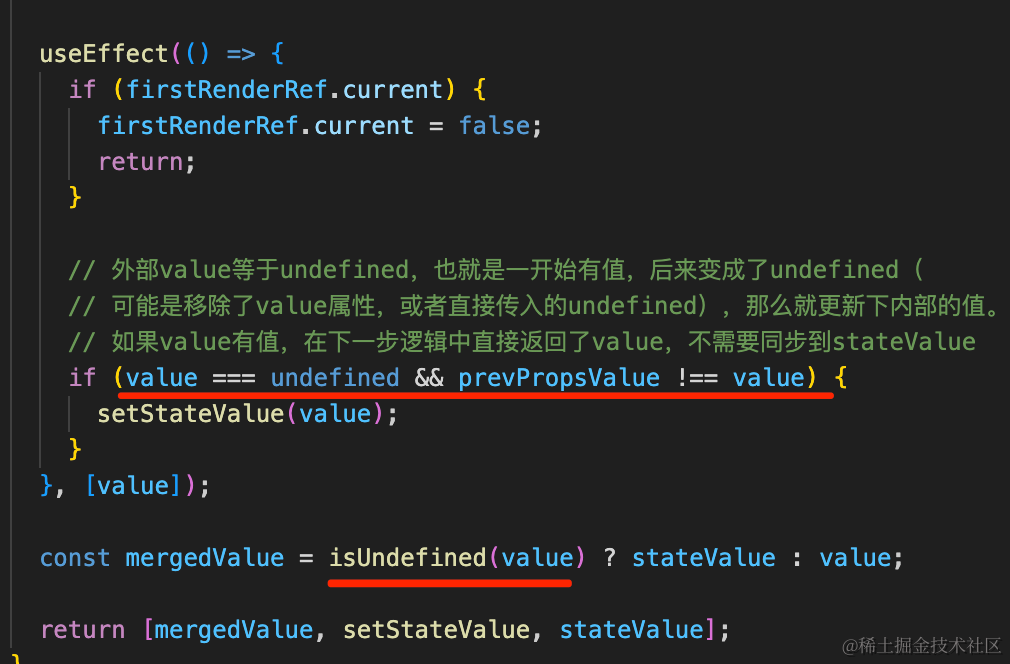 useEffect(() => {
if (firstRenderRef.current) {
firstRenderRef.current = false;
return;
}
// 外部value等于undefined，也就是一开始有值，后来变成了undefined（
// 可能是移除了value属性，或者直接传入的undefined），那么就更新下内部的值。
// 如果value有值，在下一步逻辑中直接返回了value，不需要同步到stateValue
if (value === undefined && prevPropsValue !== value) {
setStateValue(value);
}
}, [value]);
const mergedValue = isUndefined(value) ? stateValue : value;
return [mergedValue, setStateValue, stateValue];
}
@稀土掘金技术社区